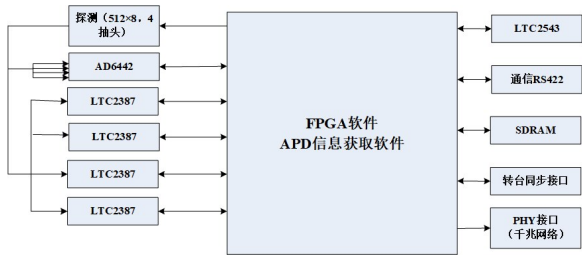 探测（512×8，4
抽头）
AD6442
LTC2387
LTC2387
LTC2387
LTC2387
FPGA软件
APD信息获取软件
LTC2543
通信RS422
SDRAM
转台同步接口
PHY接口
（千兆网络）